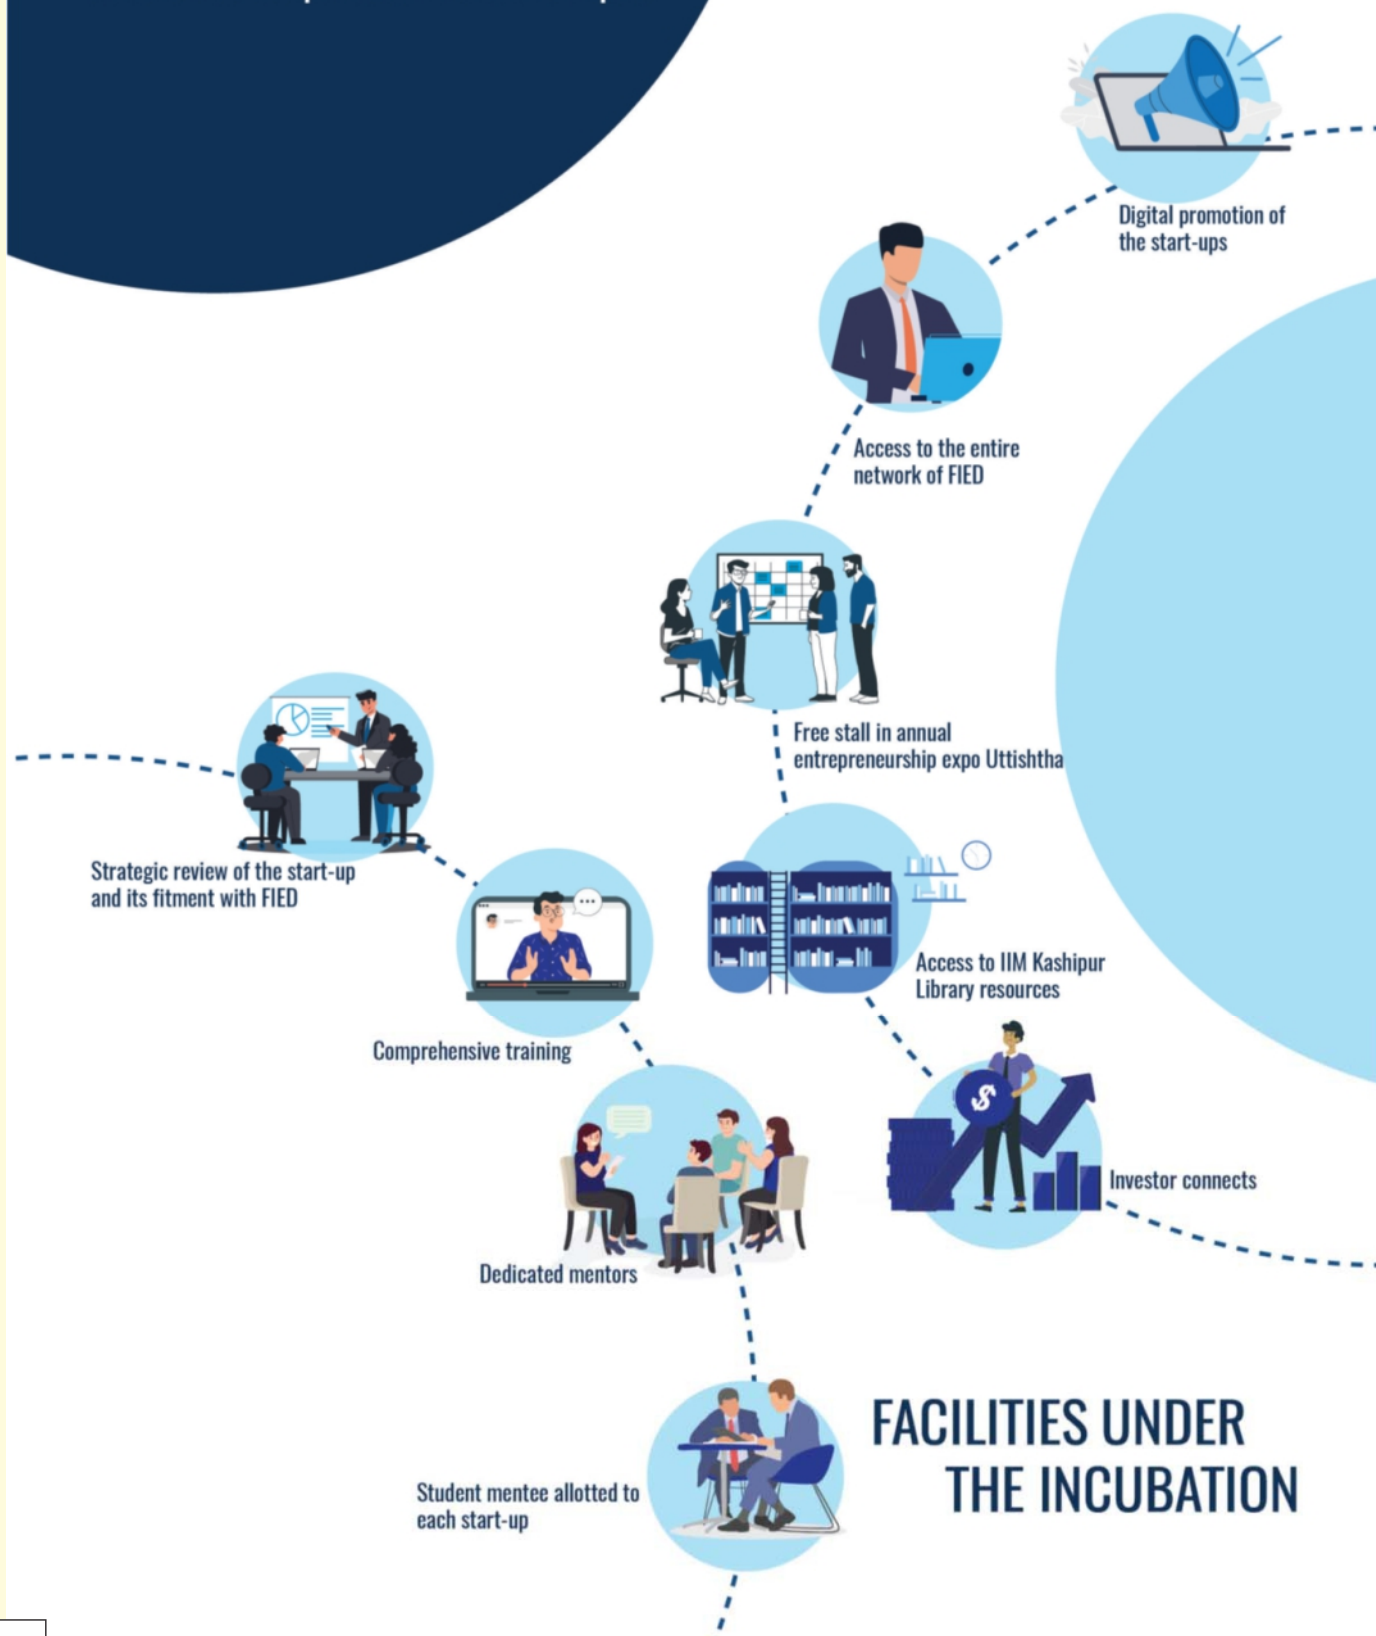 Digital promotion of
the start-ups
Access to the entire
network of FIED
Free stall in annual
entrepreneurship expo Uttishtha
Strategic review of the start-up
and its fitment with FIED
Access to IIM Kashipur
Library resources
Comprehensive training
Investor connects
Dedicated mentors
FACILITIES UNDER
THE INCUBATION
Student mentee allotted to
each start-up